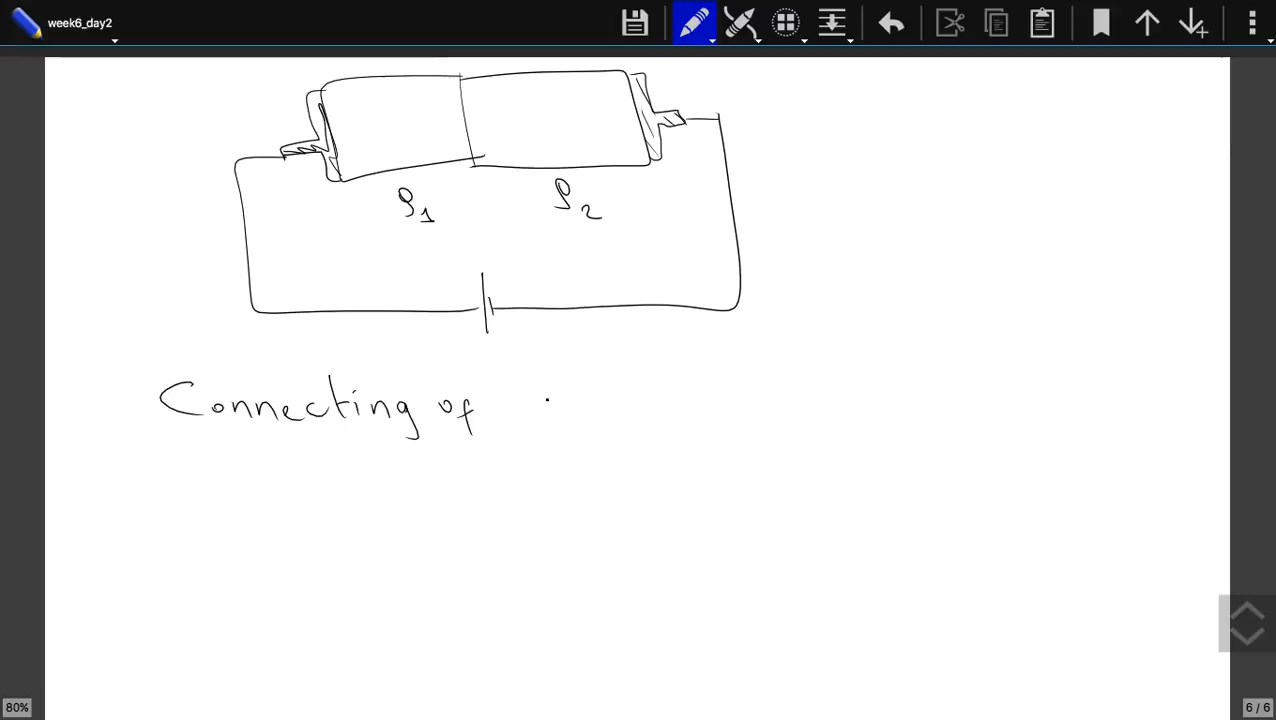 week6_day2
ρ1 ρ2
Connecting of
80% 6 / 6